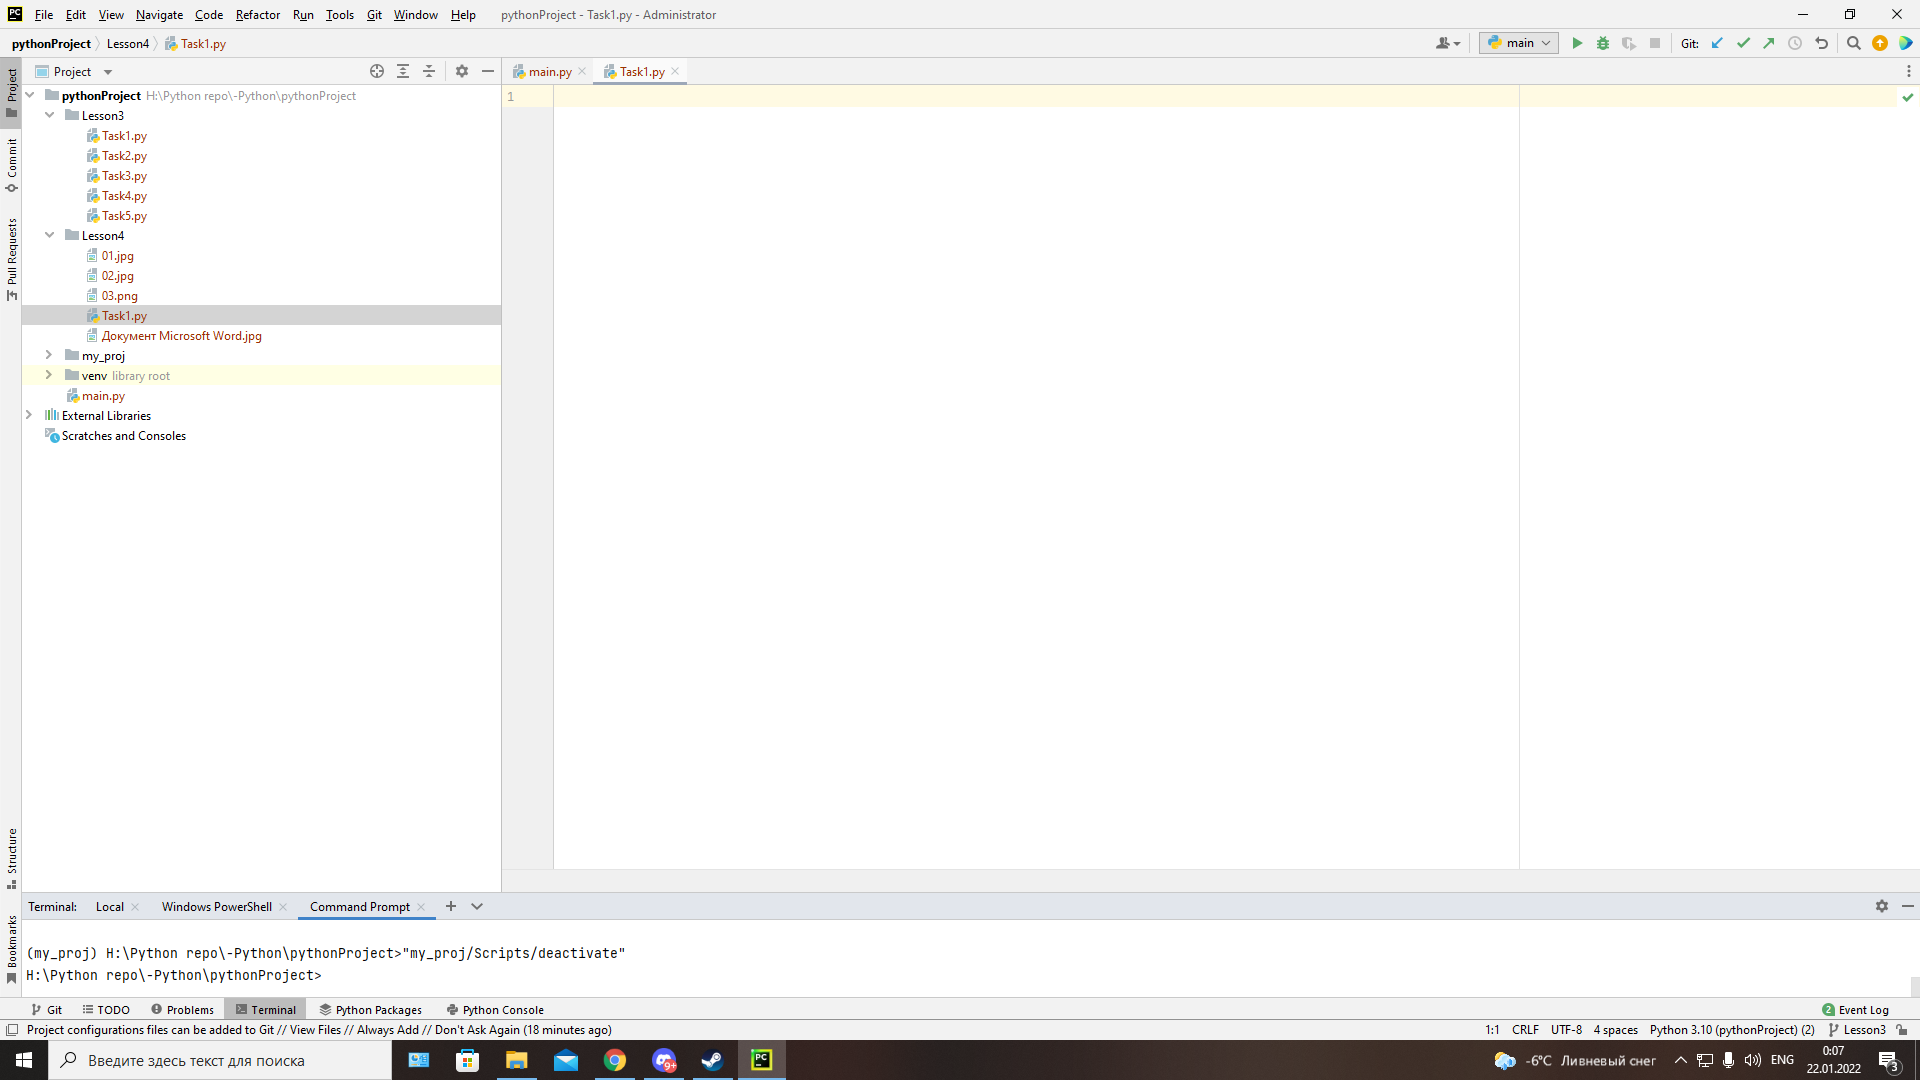 File Edit View Navigate Code Refactor Run Tools Git Window Help pythonProject - Task1.py - Administrator
pythonProject Lesson4 Task1.py main Git:
Project main.py Task1.py
Project
Commit
Pull Requests
Structure
Bookmarks
pythonProject H:\Python repo\-Python\pythonProject
Lesson3
Task1.py
Task2.py
Task3.py
Task4.py
Task5.py
Lesson4
01.jpg
02.jpg
03.png
Task1.py
Документ Microsoft Word.jpg
my_proj
venv library root
main.py
External Libraries
Scratches and Consoles
1
Terminal: Local Windows PowerShell Command Prompt
(my_proj) H:\Python repo\-Python\pythonProject>"my_proj/Scripts/deactivate"
H:\Python repo\-Python\pythonProject>
Git TODO Problems Terminal Python Packages Python Console 2 Event Log
Project configurations files can be added to Git // View Files // Always Add // Don't Ask Again (18 minutes ago) 1:1 CRLF UTF-8 4 spaces Python 3.10 (pythonProject) (2) Lesson3
Введите здесь текст для поиска 9+ PC -6°C Ливневый снег ENG 0:07
22.01.2022 3